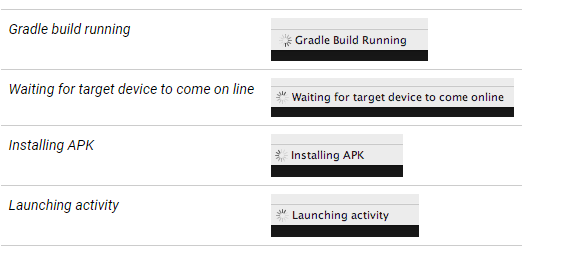 Gradle build running
Gradle Build Running
Waiting for target device to come on line
Waiting for target device to come online
Installing APK
Installing APK
Launching activity
Launching activity